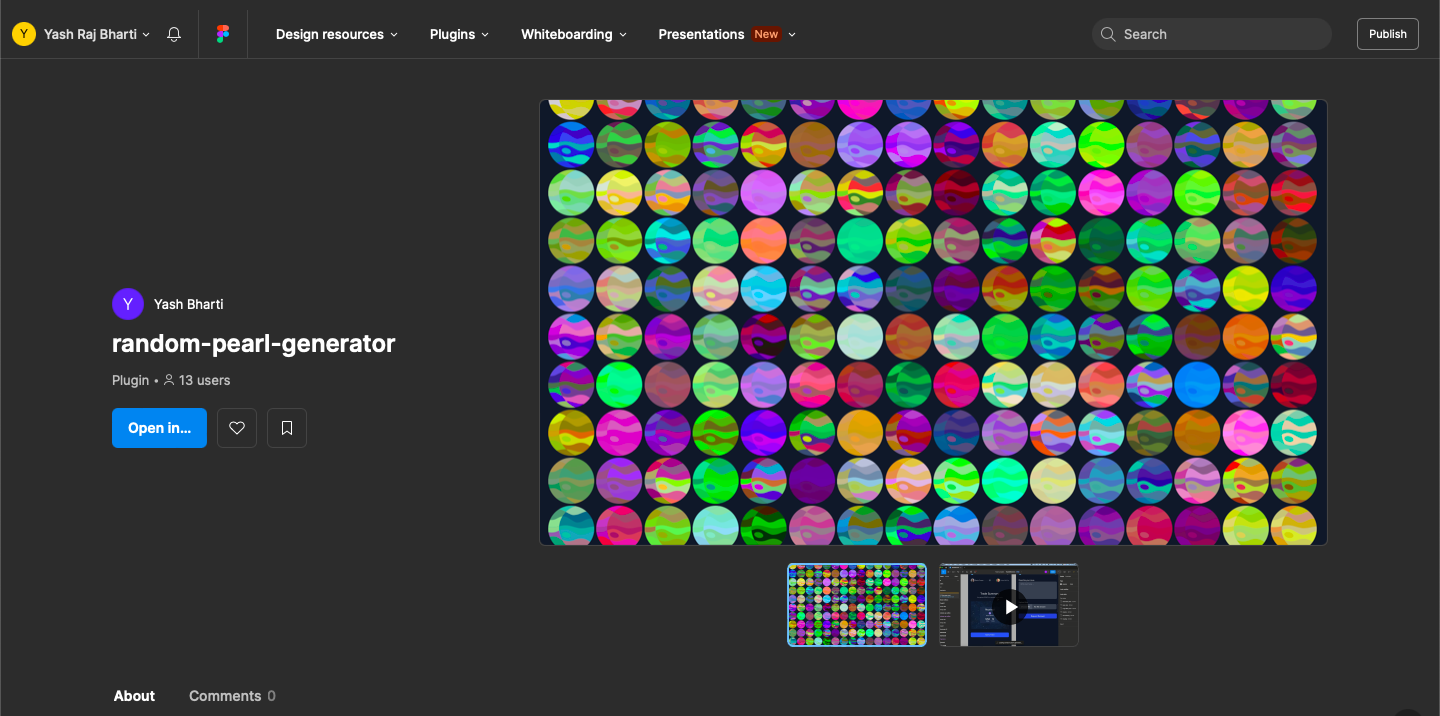 Y Yash Raj Bharti
Design resources
Plugins
Whiteboarding
Presentations New
Search
Publish
Y Yash Bharti
random-pearl-generator
Plugin • 13 users
Open in...
About
Comments 0